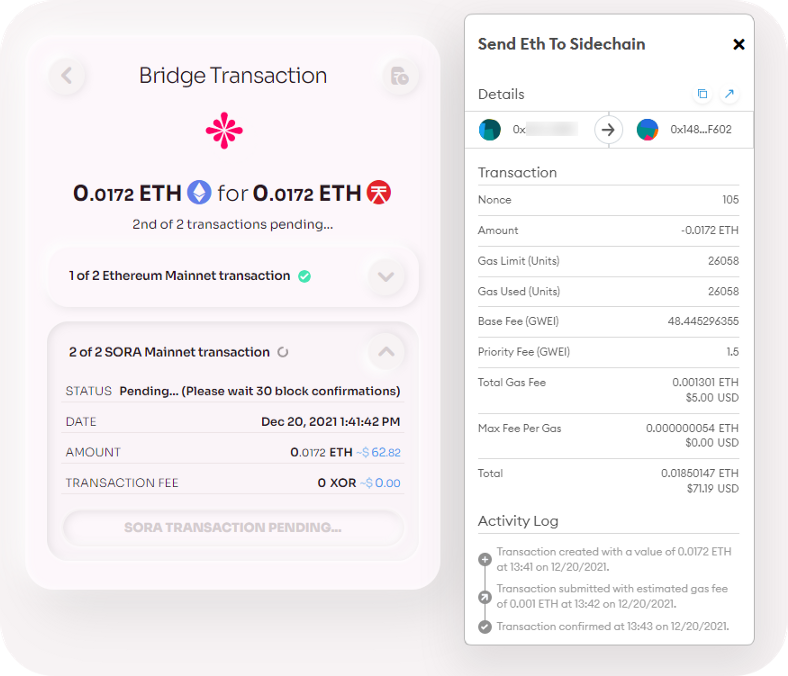 Bridge Transaction
0.0172 ETH for 0.0172 ETH
2nd of 2 transactions pending...
1 of 2 Ethereum Mainnet transaction
2 of 2 SORA Mainnet transaction
STATUS Pending... (Please wait 30 block confirmations)
DATE Dec 20, 2021 1:41:42 PM
AMOUNT 0.0172 ETH ~$ 62.82
TRANSACTION FEE 0 XOR ~$ 0.00
SORA TRANSACTION PENDING...
Send Eth To Sidechain
Details
0x 0x148...F602
Transaction
Nonce 105
Amount -0.0172 ETH
Gas Limit (Units) 26058
Gas Used (Units) 26058
Base Fee (GWEI) 48.445296355
Priority Fee (GWEI) 1.5
Total Gas Fee 0.001301 ETH
$5.00 USD
Max Fee Per Gas 0.000000054 ETH
$0.00 USD
Total 0.01850147 ETH
$71.19 USD
Activity Log
Transaction created with a value of 0.0172 ETH
at 13:41 on 12/20/2021.
Transaction submitted with estimated gas fee
of 0.001 ETH at 13:42 on 12/20/2021.
Transaction confirmed at 13:43 on 12/20/2021.